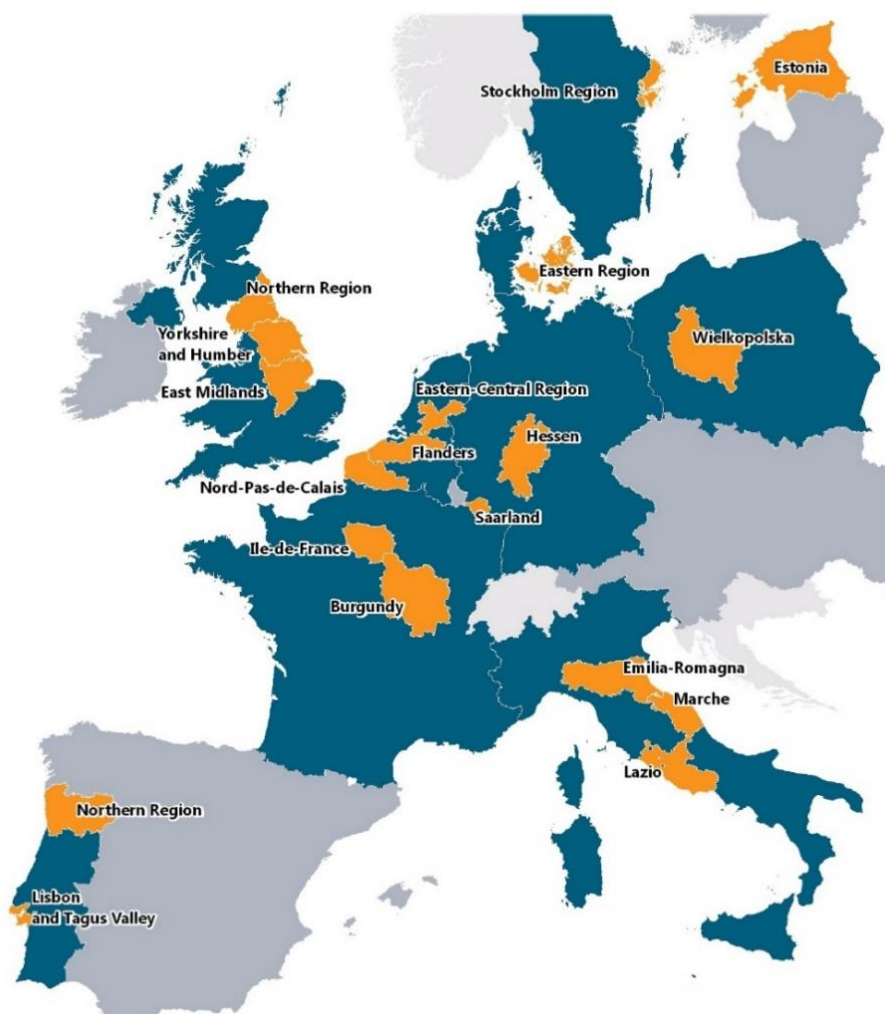 Estonia
Stockholm Region
Eastern Region
Northern Region
Yorkshire
and Humber
East Midlands
Wielkopolska
Eastern-Central Region
Hessen
Flanders
Nord-Pas-de-Calais
Saarland
Ile-de-France
Burgundy
Emilia-Romagna
Marche
Lazio
Northern Region
Lisbon
and Tagus Valley